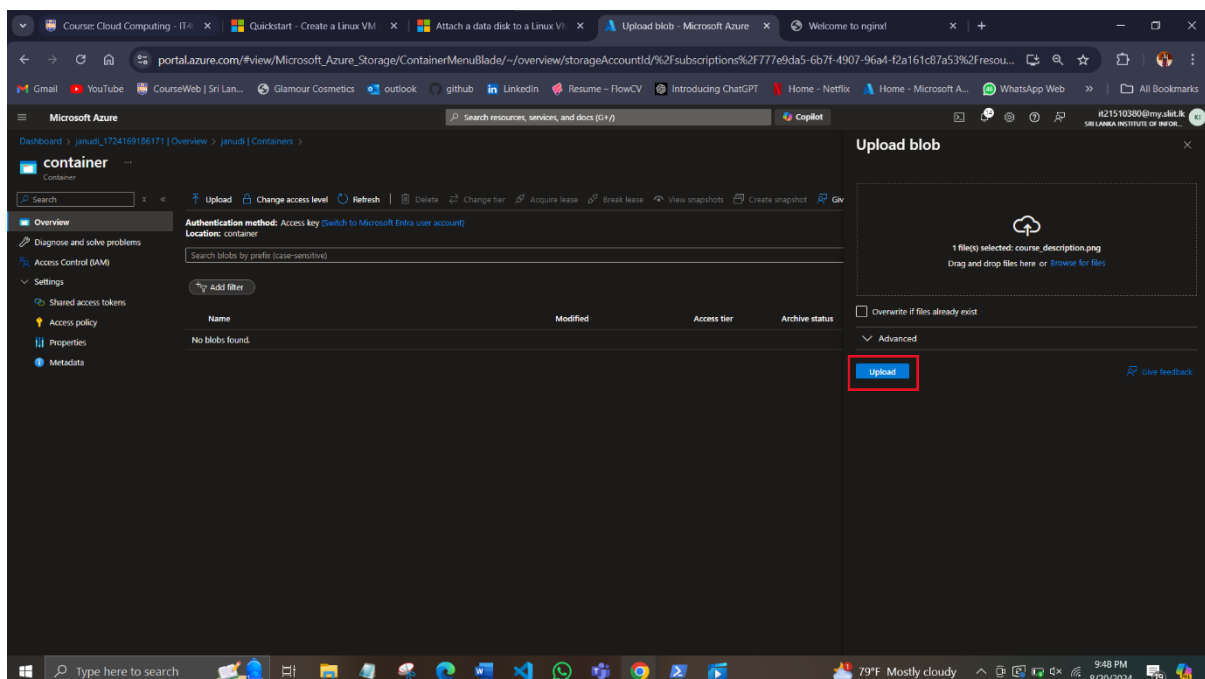 Course: Cloud Computing - IT4
Quickstart - Create a Linux VM
Attach a data disk to a Linux VM
Upload blob - Microsoft Azure
Welcome to nginx!
portal.azure.com/#view/Microsoft_Azure_Storage/ContainerMenuBlade/~/overview/storageAccountId/%2Fsubscriptions%2F777e9da5-6b7f-4907-96a4-f2a161c87a53%2Fresou...
Gmail
YouTube
CourseWeb | Sri Lan...
Glamour Cosmetics
outlook
github
LinkedIn
Resume – FlowCV
Introducing ChatGPT
Home - Netflix
Home - Microsoft A...
WhatsApp Web
»
All Bookmarks
Microsoft Azure
Search resources, services, and docs (G+/)
Copilot
it21510380@my.sliit.lk
SRI LANKA INSTITUTE OF INFOR...
KI
Dashboard > janudi_1724169186171 | Overview > janudi | Containers >
container ...
Container
Search
Overview
Diagnose and solve problems
Access Control (IAM)
Settings
Shared access tokens
Access policy
Properties
Metadata
Upload
Change access level
Refresh
Delete
Change tier
Acquire lease
Break lease
View snapshots
Create snapshot
Giv
Authentication method: Access key (Switch to Microsoft Entra user account)
Location: container
Search blobs by prefix (case-sensitive)
Add filter
Name
Modified
Access tier
Archive status
No blobs found.
Upload blob
1 file(s) selected: course_description.png
Drag and drop files here or Browse for files
Overwrite if files already exist
Advanced
Upload
Give feedback
Type here to search
79°F Mostly cloudy
9:48 PM
8/20/2024